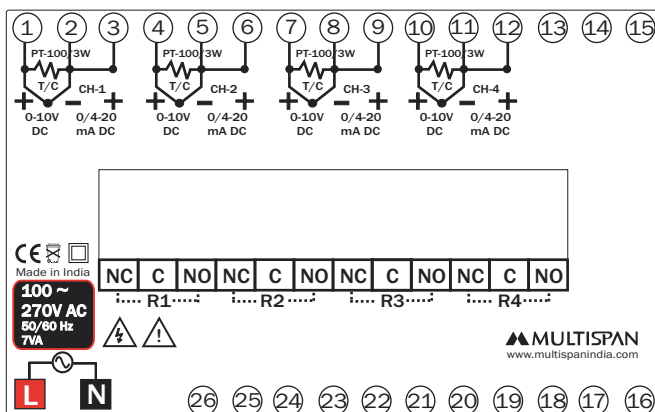 1 2 3 4 5 6 7 8 9 10 11 12 13 14 15
PT-100/3W PT-100/3W PT-100/3W PT-100/3W
T/C CH-1 T/C CH-2 T/C CH-3 T/C CH-4
+ − + + − + + − + + − +
0-10V 0/4-20 0-10V 0/4-20 0-10V 0/4-20 0-10V 0/4-20
DC mA DC DC mA DC DC mA DC DC mA DC
CE
Made in India
NC C NO NC C NO NC C NO NC C NO
R1 R2 R3 R4
100 ~
270V AC
50/60 Hz
7VA
MULTISPAN
www.multispanindia.com
L N
26 25 24 23 22 21 20 19 18 17 16